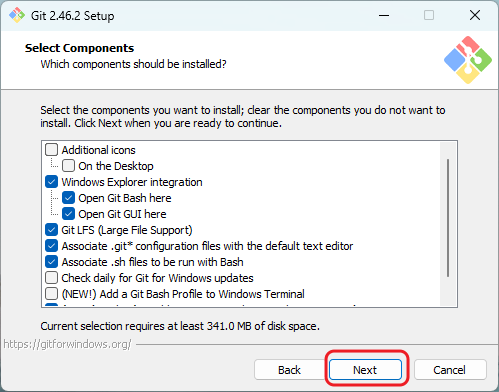 Git 2.46.2 Setup
Select Components
Which components should be installed?
Select the components you want to install; clear the components you do not want to
install. Click Next when you are ready to continue.
Additional icons
On the Desktop
Windows Explorer integration
Open Git Bash here
Open Git GUI here
Git LFS (Large File Support)
Associate .git* configuration files with the default text editor
Associate .sh files to be run with Bash
Check daily for Git for Windows updates
(NEW!) Add a Git Bash Profile to Windows Terminal
Current selection requires at least 341.0 MB of disk space.
https://gitforwindows.org/
Back
Next
Cancel